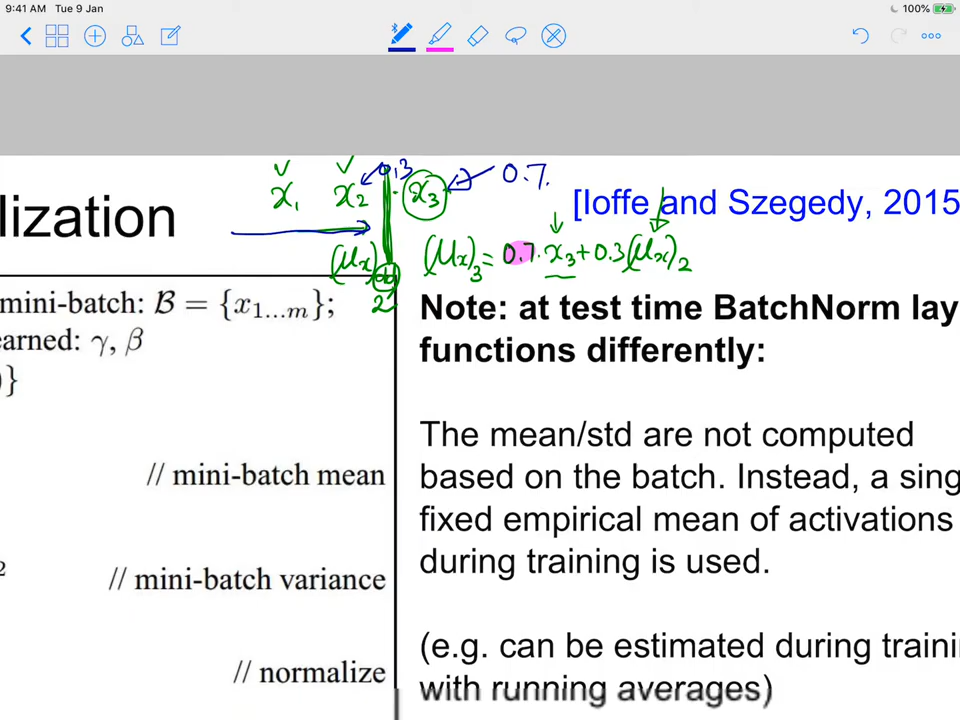 9:41 AM Tue 9 Jan
100%
0.3
0.7
x₁ x₂ x₃
[Ioffe and Szegedy, 2015
lization
(μx)₂
(μx)₃ = 0.7·x₃+0.3(μx)₂
mini-batch: B = {x₁...ₘ};
earned: γ, β
)}
// mini-batch mean
2
// mini-batch variance
// normalize
Note: at test time BatchNorm lay
functions differently:
The mean/std are not computed
based on the batch. Instead, a sing
fixed empirical mean of activations
during training is used.
(e.g. can be estimated during traini
with running averages)